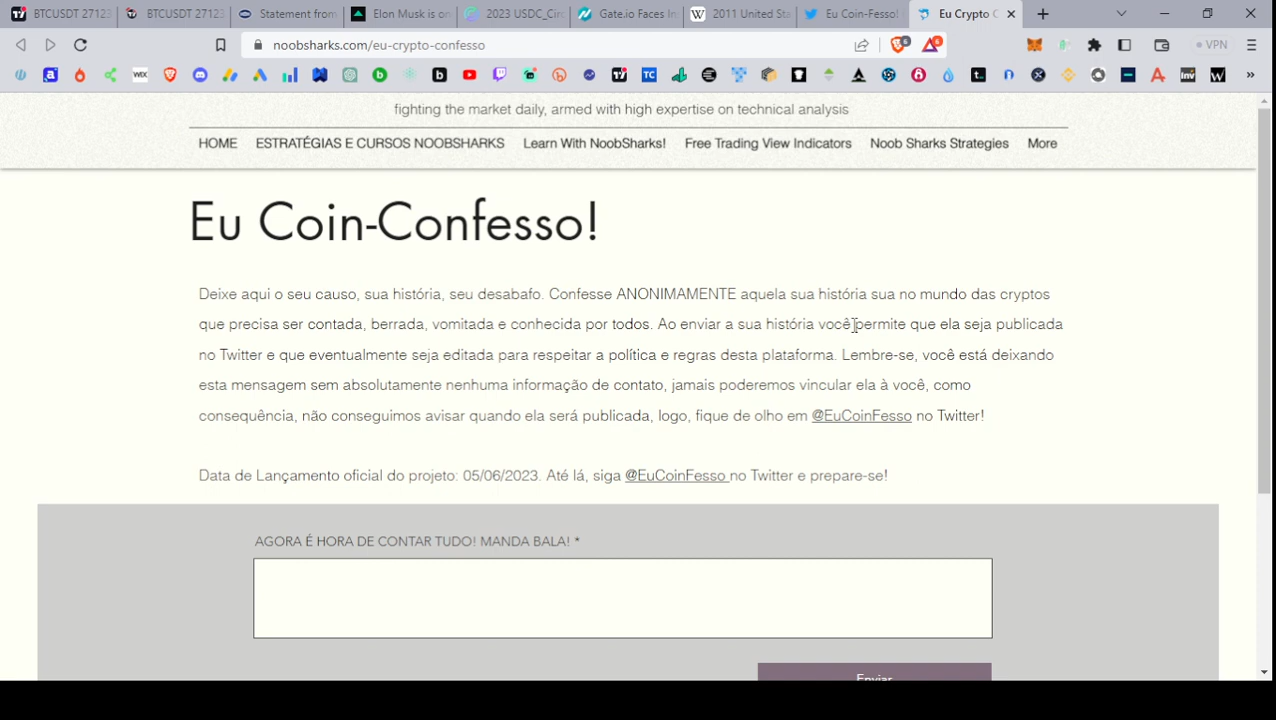 BTCUSDT 27123
BTCUSDT 27123
Statement from
Elon Musk is on
2023 USDC_Circ
Gate.io Faces In
2011 United Sta
Eu Coin-Fesso!
Eu Crypto C
noobsharks.com/eu-crypto-confesso
VPN
fighting the market daily, armed with high expertise on technical analysis
HOME ESTRATÉGIAS E CURSOS NOOBSHARKS Learn With NoobSharks! Free Trading View Indicators Noob Sharks Strategies More
Eu Coin-Confesso!
Deixe aqui o seu causo, sua história, seu desabafo. Confesse ANONIMAMENTE aquela sua história sua no mundo das cryptos
que precisa ser contada, berrada, vomitada e conhecida por todos. Ao enviar a sua história você permite que ela seja publicada
no Twitter e que eventualmente seja editada para respeitar a política e regras desta plataforma. Lembre-se, você está deixando
esta mensagem sem absolutamente nenhuma informação de contato, jamais poderemos vincular ela à você, como
consequência, não conseguimos avisar quando ela será publicada, logo, fique de olho em @EuCoinFesso no Twitter!
Data de Lançamento oficial do projeto: 05/06/2023. Até lá, siga @EuCoinFesso no Twitter e prepare-se!
AGORA É HORA DE CONTAR TUDO! MANDA BALA! *
Enviar